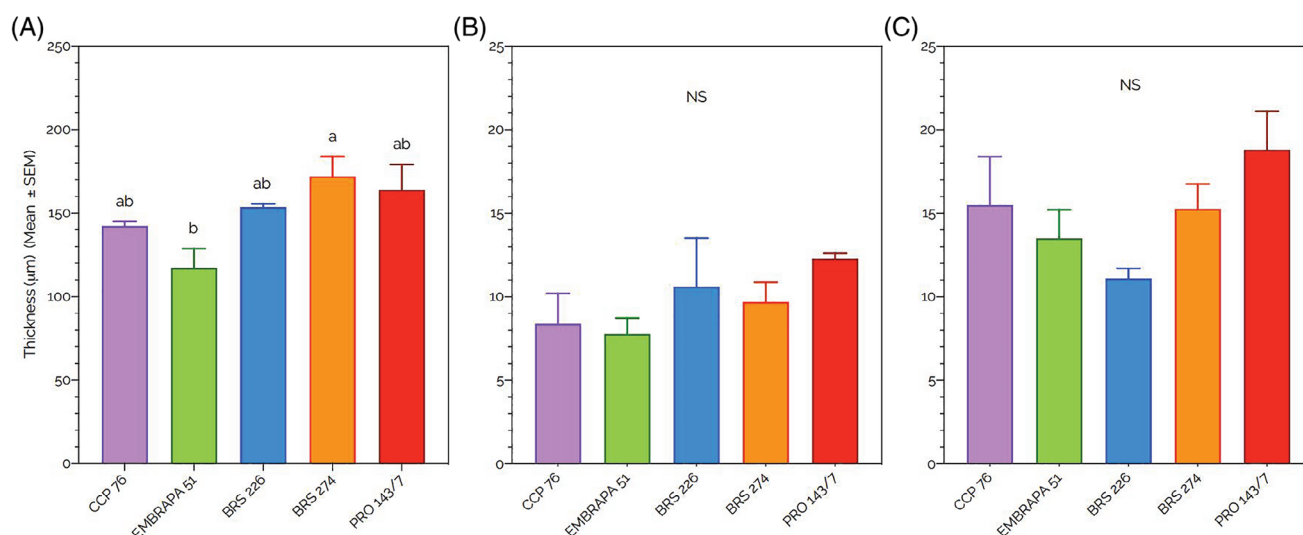 (A)
Thickness (µm) (Mean ± SEM)
250
200
150
100
50
0
ab
b
ab
a
ab
CCP 76
EMBRAPA 51
BRS 226
BRS 274
PRO 143/7
(B)
25
20
15
10
5
0
NS
CCP 76
EMBRAPA 51
BRS 226
BRS 274
PRO 143/7
(C)
25
20
15
10
5
0
NS
CCP 76
EMBRAPA 51
BRS 226
BRS 274
PRO 143/7